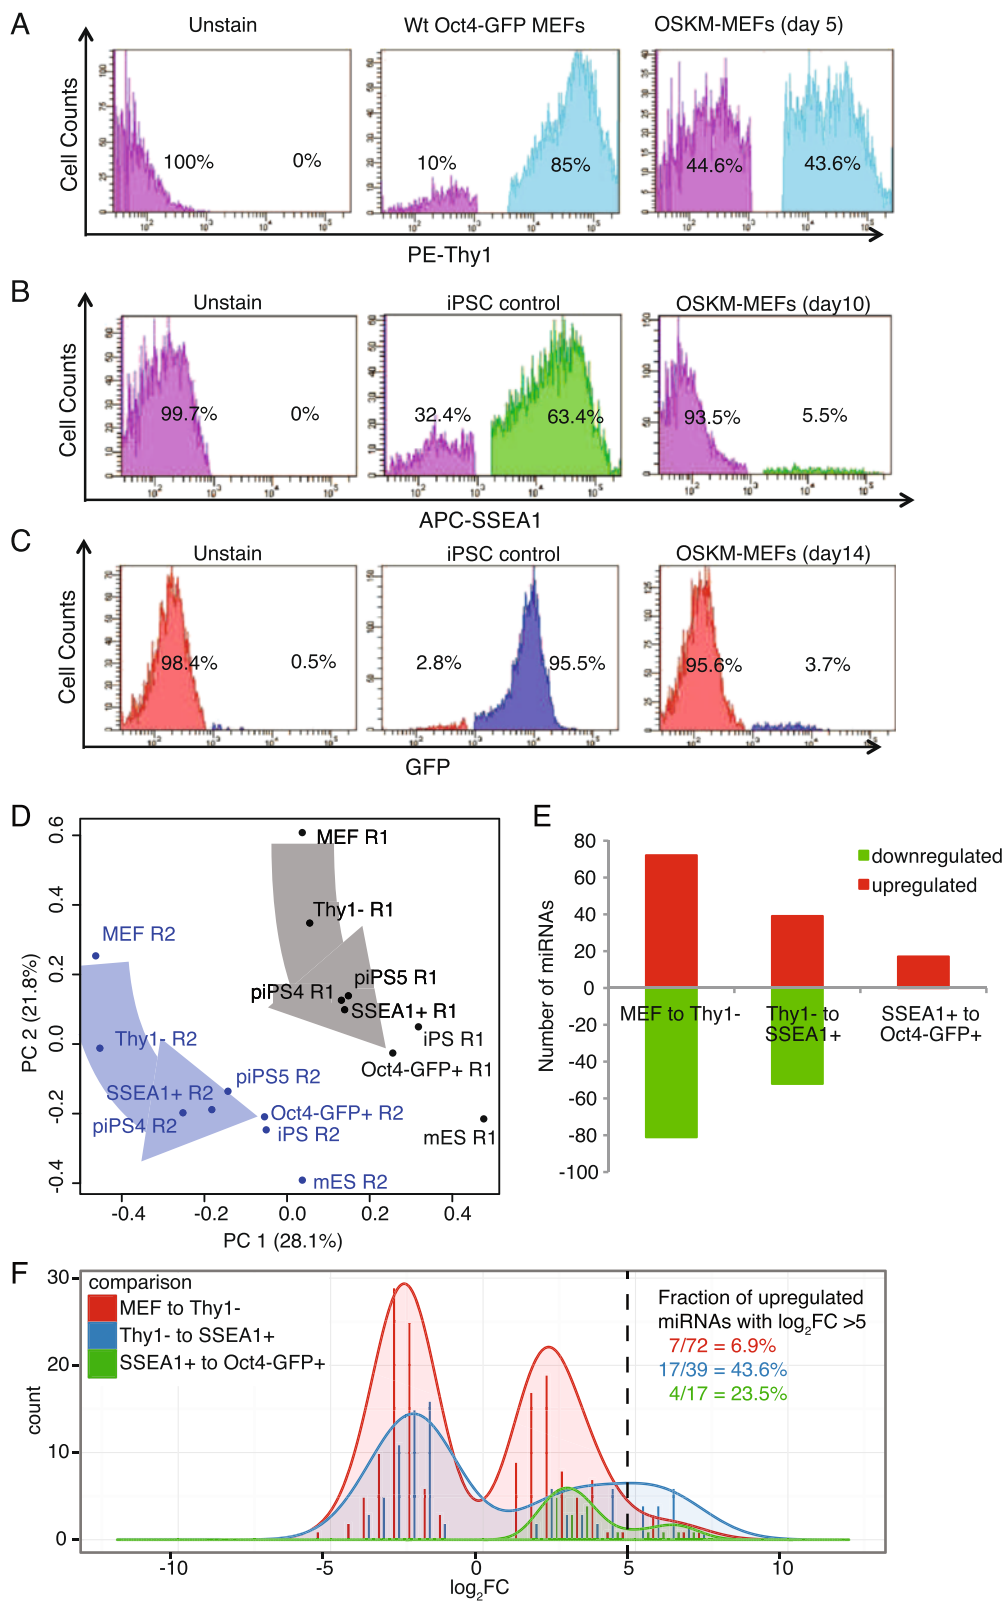 A
Unstain
Wt Oct4-GFP MEFs
OSKM-MEFs (day 5)
Cell Counts
100%
0%
10%
85%
44.6%
43.6%
PE-Thy1
B
Unstain
iPSC control
OSKM-MEFs (day10)
Cell Counts
99.7%
0%
32.4%
63.4%
93.5%
5.5%
APC-SSEA1
C
Unstain
iPSC control
OSKM-MEFs (day14)
Cell Counts
98.4%
0.5%
2.8%
95.5%
95.6%
3.7%
GFP
D
PC 2 (21.8%)
0.6
0.4
0.2
0.0
-0.2
-0.4
MEF R1
Thy1- R1
MEF R2
piPS5 R1
piPS4 R1
SSEA1+ R1
iPS R1
Thy1- R2
Oct4-GFP+ R1
piPS5 R2
SSEA1+ R2
Oct4-GFP+ R2
piPS4 R2
iPS R2
mES R1
mES R2
-0.4
-0.2
0.0
0.2
0.4
PC 1 (28.1%)
E
Number of miRNAs
80
60
40
20
0
-20
-40
-60
-80
-100
downregulated
upregulated
MEF to Thy1-
Thy1- to
SSEA1+
SSEA1+ to
Oct4-GFP+
F
count
30
20
10
0
comparison
MEF to Thy1-
Thy1- to SSEA1+
SSEA1+ to Oct4-GFP+
Fraction of upregulated
miRNAs with log2FC >5
7/72 = 6.9%
17/39 = 43.6%
4/17 = 23.5%
-10
-5
0
5
10
log2FC